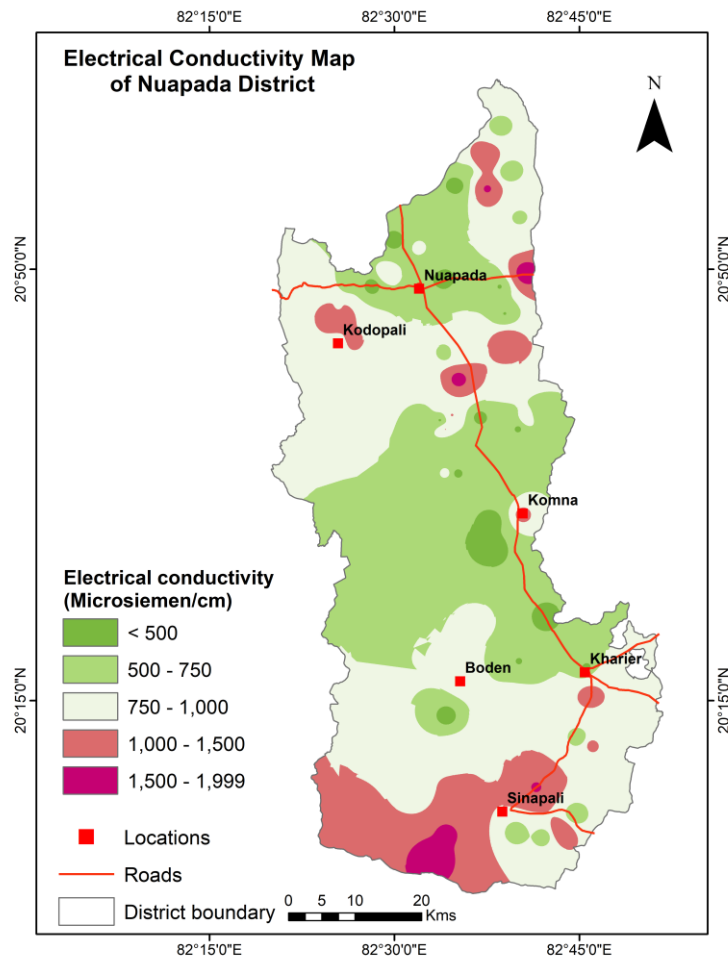 82°15'0"E 82°30'0"E 82°45'0"E
Electrical Conductivity Map
of Nuapada District
N
20°50'0"N 20°50'0"N
Nuapada
Kodopali
Komna
Electrical conductivity
(Microsiemen/cm)
< 500
500 - 750
750 - 1,000
1,000 - 1,500
1,500 - 1,999
Boden
Kharier
20°15'0"N 20°15'0"N
Sinapali
Locations
Roads
District boundary
0 5 10 20
Kms
82°15'0"E 82°30'0"E 82°45'0"E